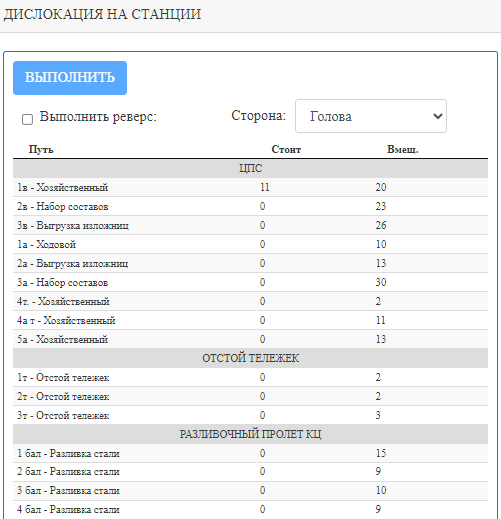 ДИСЛОКАЦИЯ НА СТАНЦИИ
ВЫПОЛНИТЬ
Выполнить реверс: Сторона: Голова
Путь Стоит Вмещ.
ЦПС
1в - Хозяйственный 11 20
2в - Набор составов 0 23
3в - Выгрузка изложниц 0 26
1а - Ходовой 0 10
2а - Выгрузка изложниц 0 13
3а - Набор составов 0 30
4т. - Хозяйственный 0 2
4а т - Хозяйственный 0 11
5а - Хозяйственный 0 13
ОТСТОЙ ТЕЛЕЖЕК
1т - Отстой тележек 0 2
2т - Отстой тележек 0 2
3т - Отстой тележек 0 3
РАЗЛИВОЧНЫЙ ПРОЛЕТ КЦ
1 бал - Разливка стали 0 15
2 бал - Разливка стали 0 9
3 бал - Разливка стали 0 10
4 бал - Разливка стали 0 9